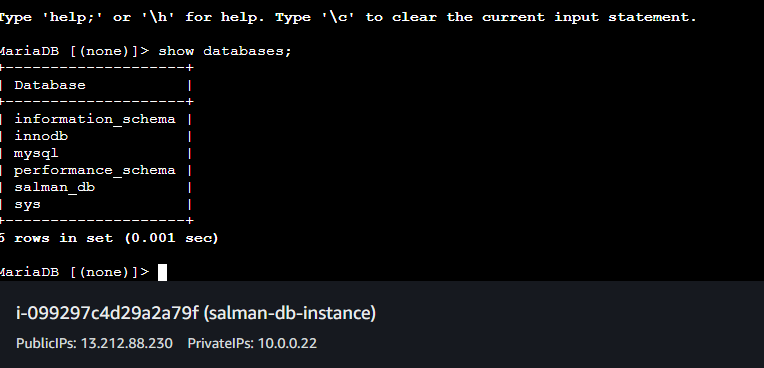 Type 'help;' or '\h' for help. Type '\c' to clear the current input statement.
MariaDB [(none)]> show databases;
+--------------------+
| Database           |
+--------------------+
| information_schema |
| innodb             |
| mysql              |
| performance_schema |
| salman_db          |
| sys                |
+--------------------+
6 rows in set (0.001 sec)
MariaDB [(none)]>
i-099297c4d29a2a79f (salman-db-instance)
PublicIPs: 13.212.88.230 PrivateIPs: 10.0.0.22